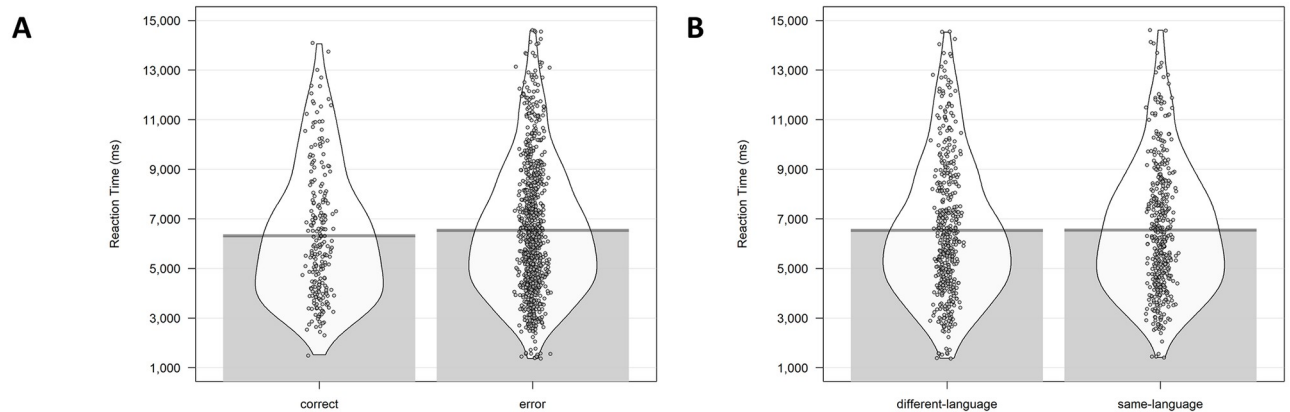 A
Reaction Time (ms)
15,000
13,000
11,000
9,000
7,000
5,000
3,000
1,000
correct error
B
Reaction Time (ms)
15,000
13,000
11,000
9,000
7,000
5,000
3,000
1,000
different-language same-language